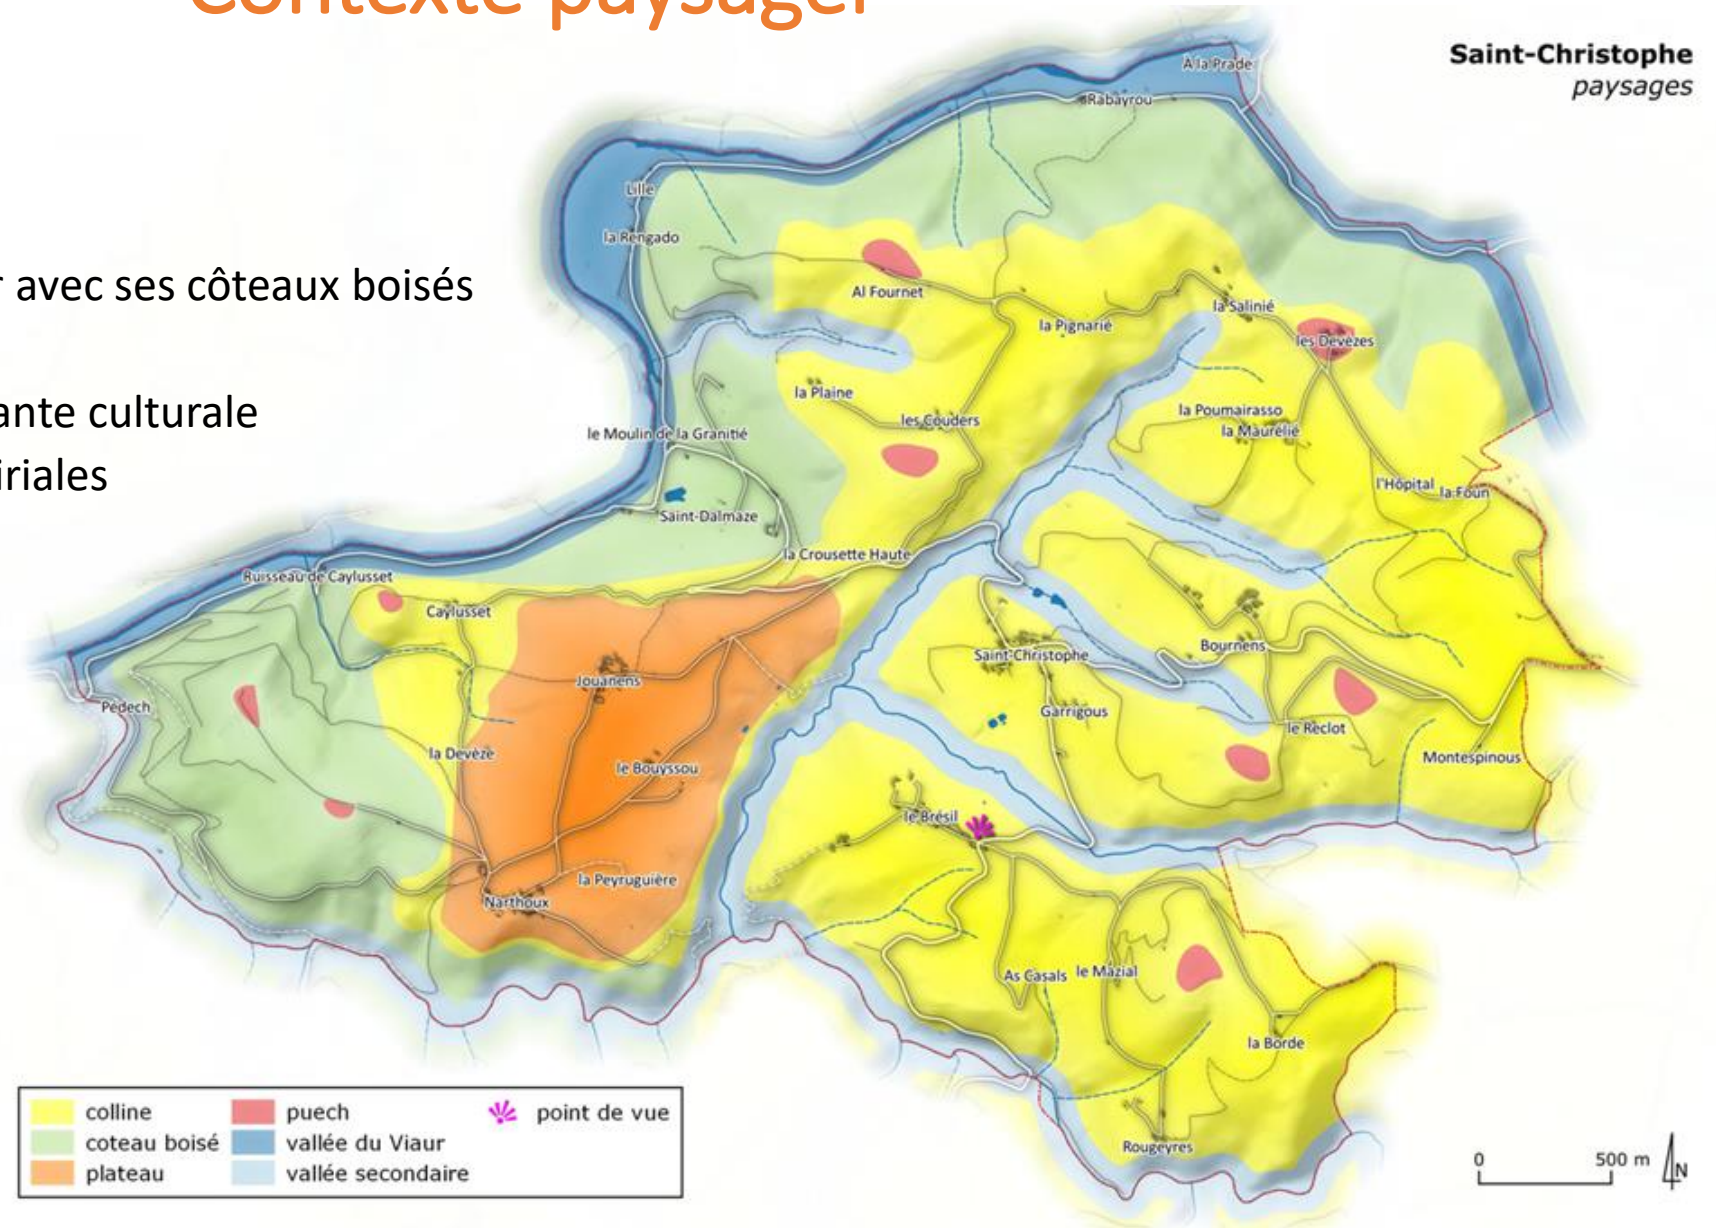 Contexte paysager
Saint-Christophe
paysages
A la Prade
Rabayrou
Lille
la Rengado
avec ses côteaux boisés
Al Fournet
la Salinié
la Pignarié
les Devèzes
la Plaine
ante culturale
les Couders
la Poumairasso
le Moulin de la Granitié
la Maurélié
iriales
l'Hôpital
la Foun
Saint-Dalmaze
la Crousette Haute
Ruisseau de Caylusset
Caylusset
Saint-Christophe
Bournens
Jouanens
Pédech
Garrigous
le Reclot
la Devèze
Montespinous
le Bouyssou
le Brésil
la Peyruguière
Narthoux
As Casals
le Mazial
la Borde
Rougeyres
colline
puech
point de vue
coteau boisé
vallée du Viaur
plateau
vallée secondaire
0
500 m
N